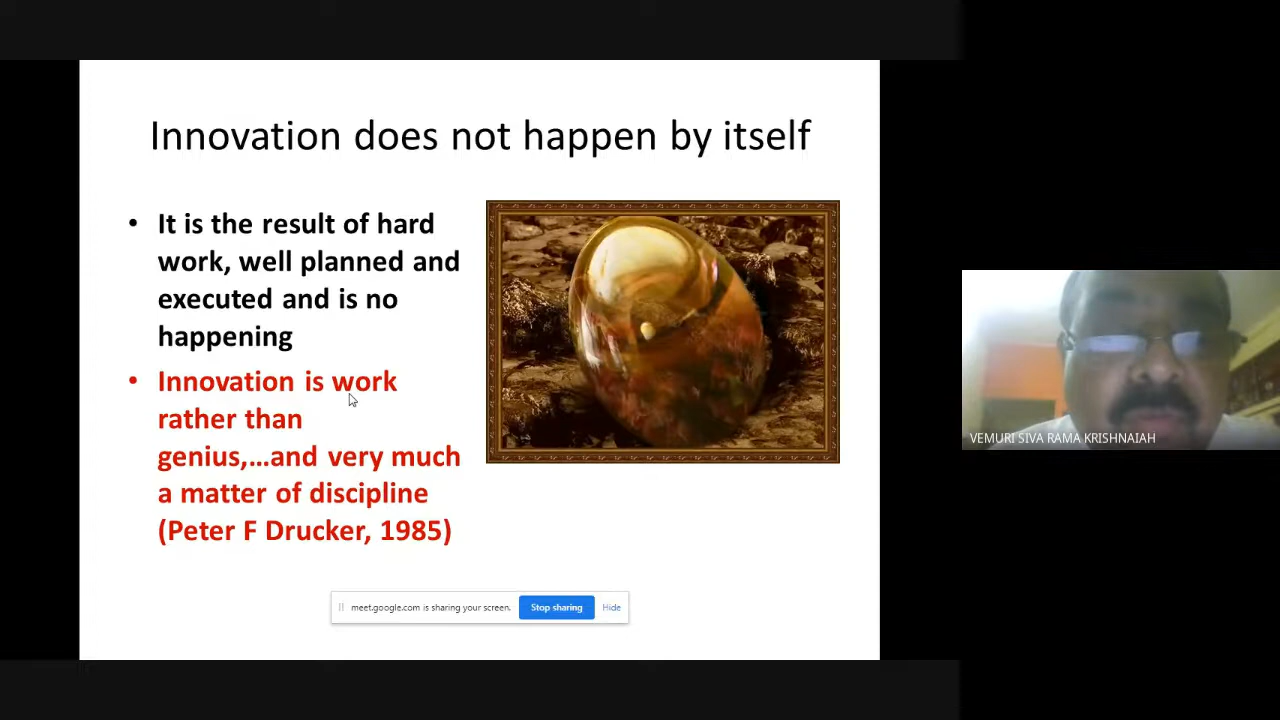 Innovation does not happen by itself
• It is the result of hard
work, well planned and
executed and is no
happening
• Innovation is work
rather than
genius,...and very much
a matter of discipline
(Peter F Drucker, 1985)
meet.google.com is sharing your screen. Stop sharing Hide
VEMURI SIVA RAMA KRISHNAIAH